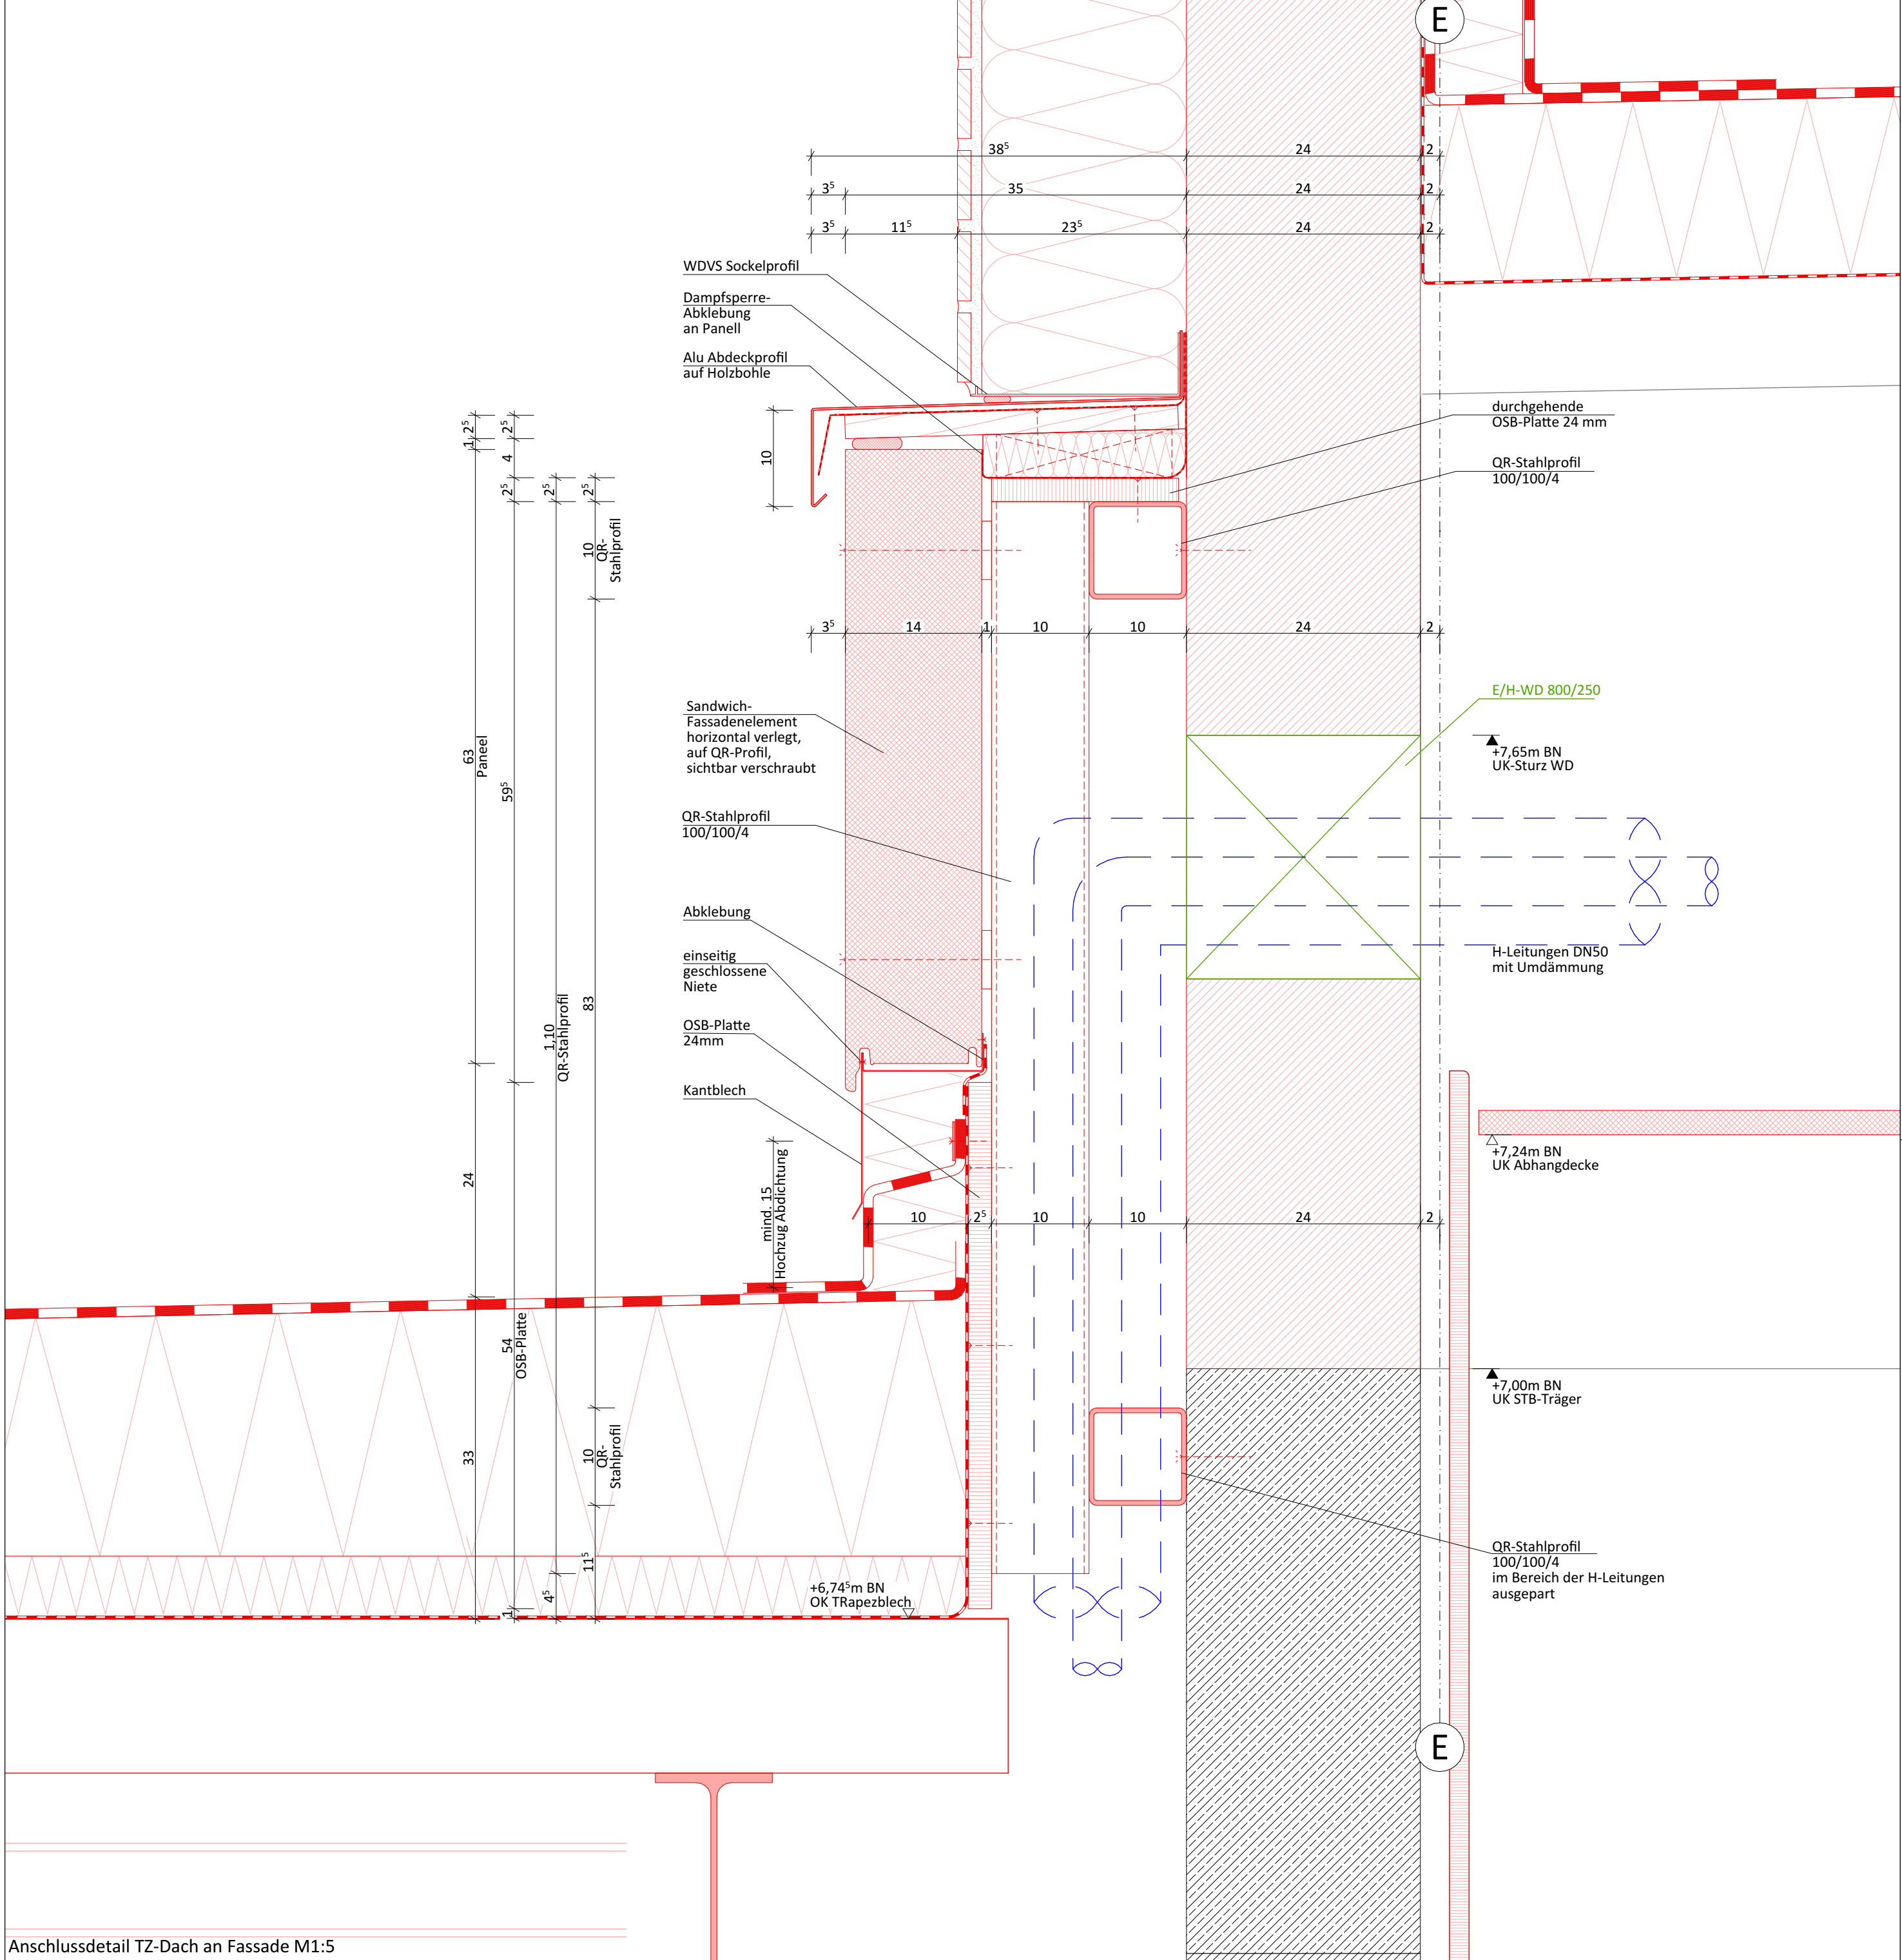 E
38⁵ 24 2
3⁵ 35 24 2
3⁵ 11⁵ 23⁵ 24 2
WDVS Sockelprofil
Dampfsperre-
Abklebung
an Panell
Alu Abdeckprofil
auf Holzbohle
durchgehende
OSB-Platte 24 mm
QR-Stahlprofil
100/100/4
2⁵
1
2⁵
4
2⁵
2⁵
2⁵
10
10
QR-
Stahlprofil
3⁵ 14 1 10 10 24 2
E/H-WD 800/250
Sandwich-
Fassadenelement
horizontal verlegt,
auf QR-Profil,
sichtbar verschraubt
+7,65m BN
UK-Sturz WD
63
Paneel
59⁵
QR-Stahlprofil
100/100/4
Abklebung
einseitig
geschlossene
Niete
H-Leitungen DN50
mit Umdämmung
1,10
QR-Stahlprofil
83
OSB-Platte
24mm
Kantblech
+7,24m BN
UK Abhangdecke
24
mind. 15
Hochzug Abdichtung
10 2⁵ 10 10 24 2
54
OSB-Platte
+7,00m BN
UK STB-Träger
33
10
QR-
Stahlprofil
11⁵
4⁵
1
+6,74⁵m BN
OK TRapezblech
QR-Stahlprofil
100/100/4
im Bereich der H-Leitungen
ausgepart
E
Anschlussdetail TZ-Dach an Fassade M1:5